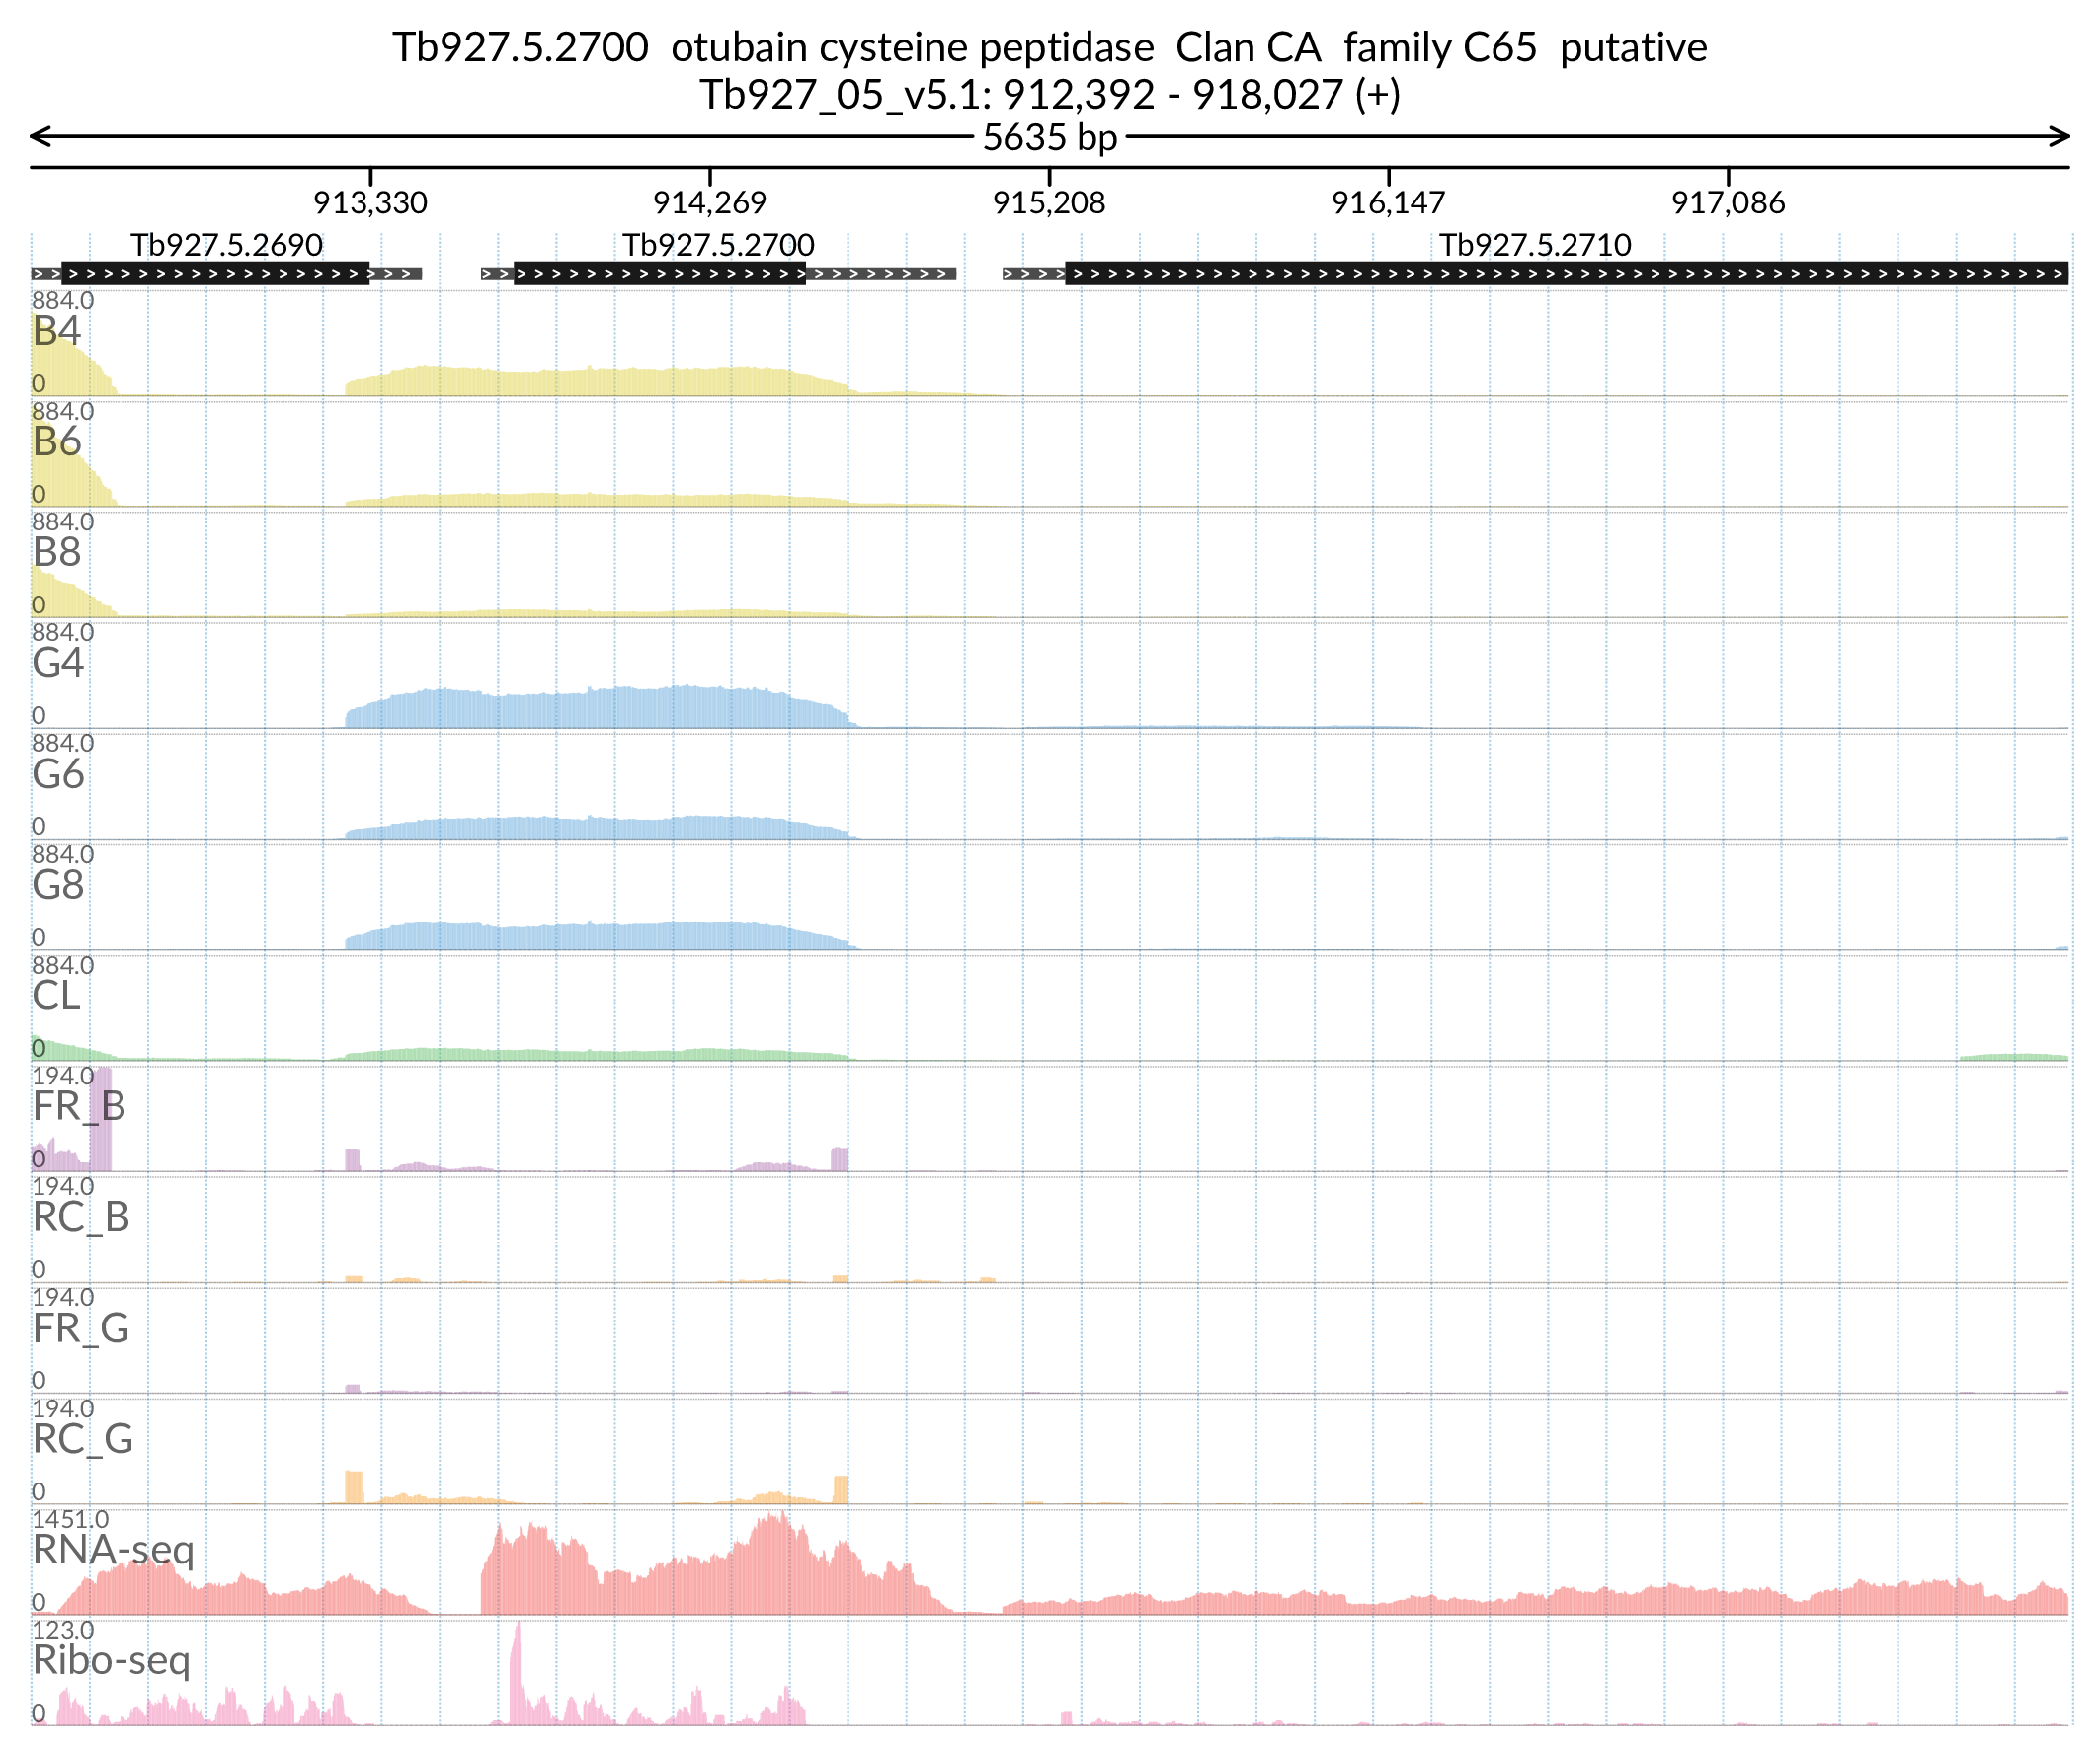 Tb927.5.2700  otubain cysteine peptidase  Clan CA  family C65  putative
Tb927_05_v5.1: 912,392 - 918,027 (+)
5635 bp
913,330 914,269 915,208 916,147 917,086
Tb927.5.2690 Tb927.5.2700 Tb927.5.2710
884.0
B4
0
884.0
B6
0
884.0
B8
0
884.0
G4
0
884.0
G6
0
884.0
G8
0
884.0
CL
0
194.0
FR_B
0
194.0
RC_B
0
194.0
FR_G
0
194.0
RC_G
0
1451.0
RNA-seq
0
123.0
Ribo-seq
0